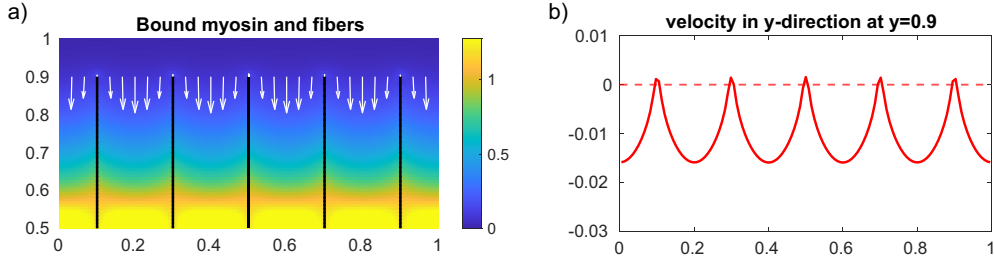 a)
Bound myosin and fibers
1
0.9
0.8
0.7
0.6
0.5
0 0.2 0.4 0.6 0.8 1
1
0.5
0
b)
velocity in y-direction at y=0.9
0.01
0
-0.01
-0.02
-0.03
0 0.2 0.4 0.6 0.8 1